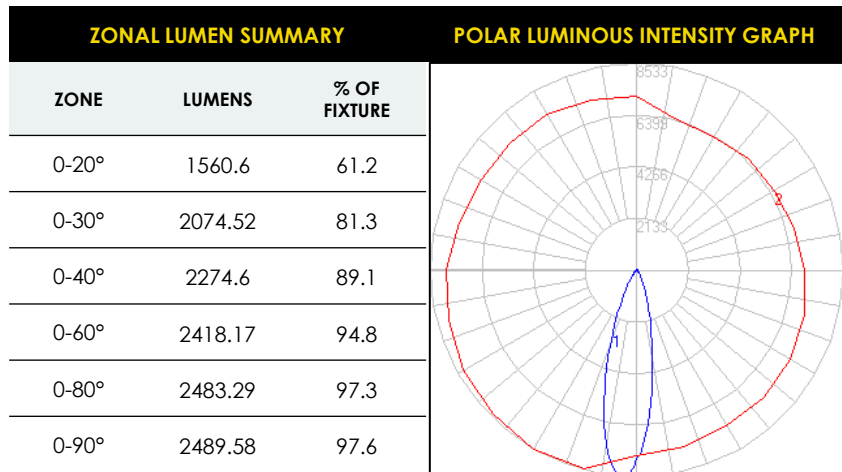 ZONAL LUMEN SUMMARY
ZONE LUMENS % OF FIXTURE
0-20° 1560.6 61.2
0-30° 2074.52 81.3
0-40° 2274.6 89.1
0-60° 2418.17 94.8
0-80° 2483.29 97.3
0-90° 2489.58 97.6
POLAR LUMINOUS INTENSITY GRAPH
8533
6399
4266
2133
2
1